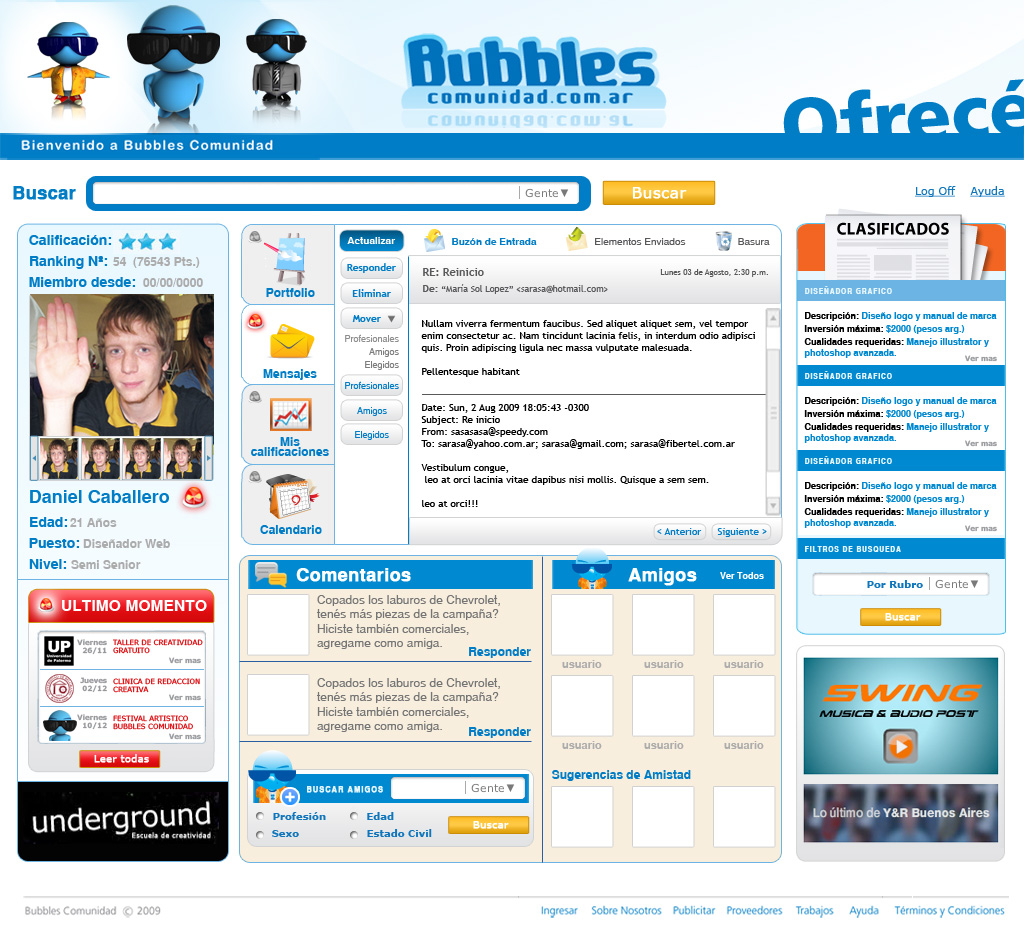 Bubbles
comunidad.com.ar
Ofrecé
Bienvenido a Bubbles Comunidad
Buscar
Gente▼
Buscar
Log Off
Ayuda
Calificación:
Ranking Nº: 54 (76543 Pts.)
Miembro desde: 00/00/0000
Daniel Caballero
Edad: 21 Años
Puesto: Diseñador Web
Nivel: Semi Senior
ULTIMO MOMENTO
UP
Universidad
de Palermo
Viernes
26/11
TALLER DE CREATIVIDAD
GRATUITO
Ver mas
Jueves
02/12
CLINICA DE REDACCION
CREATIVA
Ver mas
Viernes
10/12
FESTIVAL ARTISTICO
BUBBLES COMUNIDAD
Ver mas
Leer todas
underground
Escuela de creatividad
Portfolio
Mensajes
Mis
calificaciones
Calendario
Actualizar
Responder
Eliminar
Mover ▼
Profesionales
Amigos
Elegidos
Profesionales
Amigos
Elegidos
Buzón de Entrada
Elementos Enviados
Basura
RE: Reinicio
Lunes 03 de Agosto, 2:30 p.m.
De: “María Sol Lopez” <sarasa@hotmail.com>
Nullam viverra fermentum faucibus. Sed aliquet aliquet sem, vel tempor
enim consectetur ac. Nam tincidunt lacinia felis, in interdum odio adipisci
quis. Proin adipiscing ligula nec massa vulputate malesuada.
Pellentesque habitant
Date: Sun, 2 Aug 2009 18:05:43 -0300
Subject: Re inicio
From: sasasasa@speedy.com
To: sarasa@yahoo.com.ar; sarasa@gmail.com; sarasa@fibertel.com.ar
Vestibulum congue,
le at orci lacinia vitae dapibus nisi mollis. Quisque a sem sem.
leo at orci!!!
< Anterior
Siguiente >
Comentarios
Copados los laburos de Chevrolet,
tenés más piezas de la campaña?
Hiciste también comerciales,
agregame como amiga.
Responder
Copados los laburos de Chevrolet,
tenés más piezas de la campaña?
Hiciste también comerciales,
agregame como amiga.
Responder
BUSCAR AMIGOS
Gente▼
Profesión
Edad
Sexo
Estado Civil
Buscar
Amigos
Ver Todos
usuario
usuario
usuario
usuario
usuario
usuario
Sugerencias de Amistad
CLASIFICADOS
DISEÑADOR GRAFICO
Descripción: Diseño logo y manual de marca
Inversión máxima: $2000 (pesos arg.)
Cualidades requeridas: Manejo illustrator y
photoshop avanzada.
Ver mas
DISEÑADOR GRAFICO
Descripción: Diseño logo y manual de marca
Inversión máxima: $2000 (pesos arg.)
Cualidades requeridas: Manejo illustrator y
photoshop avanzada.
Ver mas
DISEÑADOR GRAFICO
Descripción: Diseño logo y manual de marca
Inversión máxima: $2000 (pesos arg.)
Cualidades requeridas: Manejo illustrator y
photoshop avanzada.
Ver mas
FILTROS DE BUSQUEDA
Por Rubro
Gente▼
Buscar
SWING
MUSICA & AUDIO POST
Lo último de Y&R Buenos Aires
Bubbles Comunidad © 2009
Ingresar
Sobre Nosotros
Publicitar
Proveedores
Trabajos
Ayuda
Términos y Condiciones